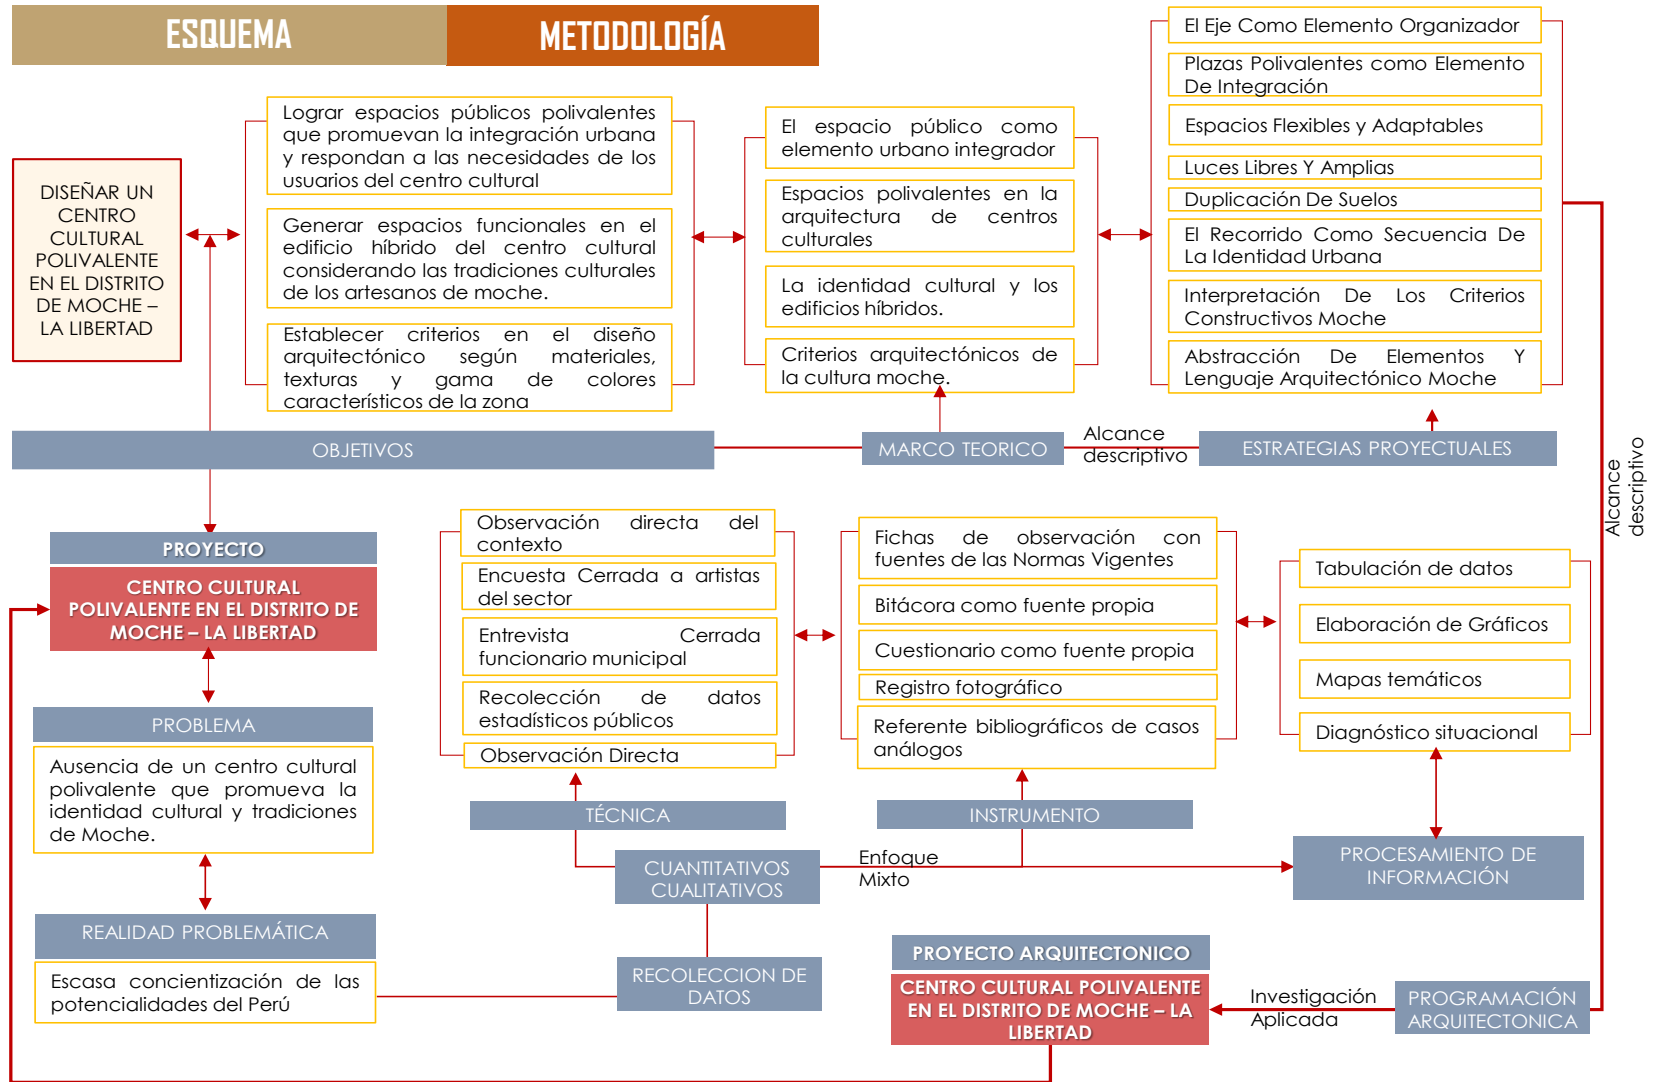 ESQUEMA
METODOLOGÍA
DISEÑAR UN
CENTRO
CULTURAL
POLIVALENTE
EN EL DISTRITO
DE MOCHE –
LA LIBERTAD
Lograr espacios públicos polivalentes
que promuevan la integración urbana
y respondan a las necesidades de los
usuarios del centro cultural
Generar espacios funcionales en el
edificio híbrido del centro cultural
considerando las tradiciones culturales
de los artesanos de moche.
Establecer criterios en el diseño
arquitectónico según materiales,
texturas y gama de colores
característicos de la zona
El espacio público como
elemento urbano integrador
Espacios polivalentes en la
arquitectura de centros
culturales
La identidad cultural y los
edificios híbridos.
Criterios arquitectónicos de
la cultura moche.
El Eje Como Elemento Organizador
Plazas Polivalentes como Elemento
De Integración
Espacios Flexibles y Adaptables
Luces Libres Y Amplias
Duplicación De Suelos
El Recorrido Como Secuencia De
La Identidad Urbana
Interpretación De Los Criterios
Constructivos Moche
Abstracción De Elementos Y
Lenguaje Arquitectónico Moche
OBJETIVOS
MARCO TEORICO
Alcance
descriptivo
ESTRATEGIAS PROYECTUALES
Alcance
descriptivo
PROYECTO
CENTRO CULTURAL
POLIVALENTE EN EL DISTRITO DE
MOCHE – LA LIBERTAD
PROBLEMA
Ausencia de un centro cultural
polivalente que promueva la
identidad cultural y tradiciones
de Moche.
REALIDAD PROBLEMÁTICA
Escasa concientización de las
potencialidades del Perú
Observación directa del
contexto
Encuesta Cerrada a artistas
del sector
Entrevista Cerrada
funcionario municipal
Recolección de datos
estadísticos públicos
Observación Directa
TÉCNICA
Fichas de observación con
fuentes de las Normas Vigentes
Bitácora como fuente propia
Cuestionario como fuente propia
Registro fotográfico
Referente bibliográficos de casos
análogos
INSTRUMENTO
Tabulación de datos
Elaboración de Gráficos
Mapas temáticos
Diagnóstico situacional
CUANTITATIVOS
CUALITATIVOS
Enfoque
Mixto
PROCESAMIENTO DE
INFORMACIÓN
RECOLECCION DE
DATOS
PROYECTO ARQUITECTONICO
CENTRO CULTURAL POLIVALENTE
EN EL DISTRITO DE MOCHE – LA
LIBERTAD
Investigación
Aplicada
PROGRAMACIÓN
ARQUITECTONICA